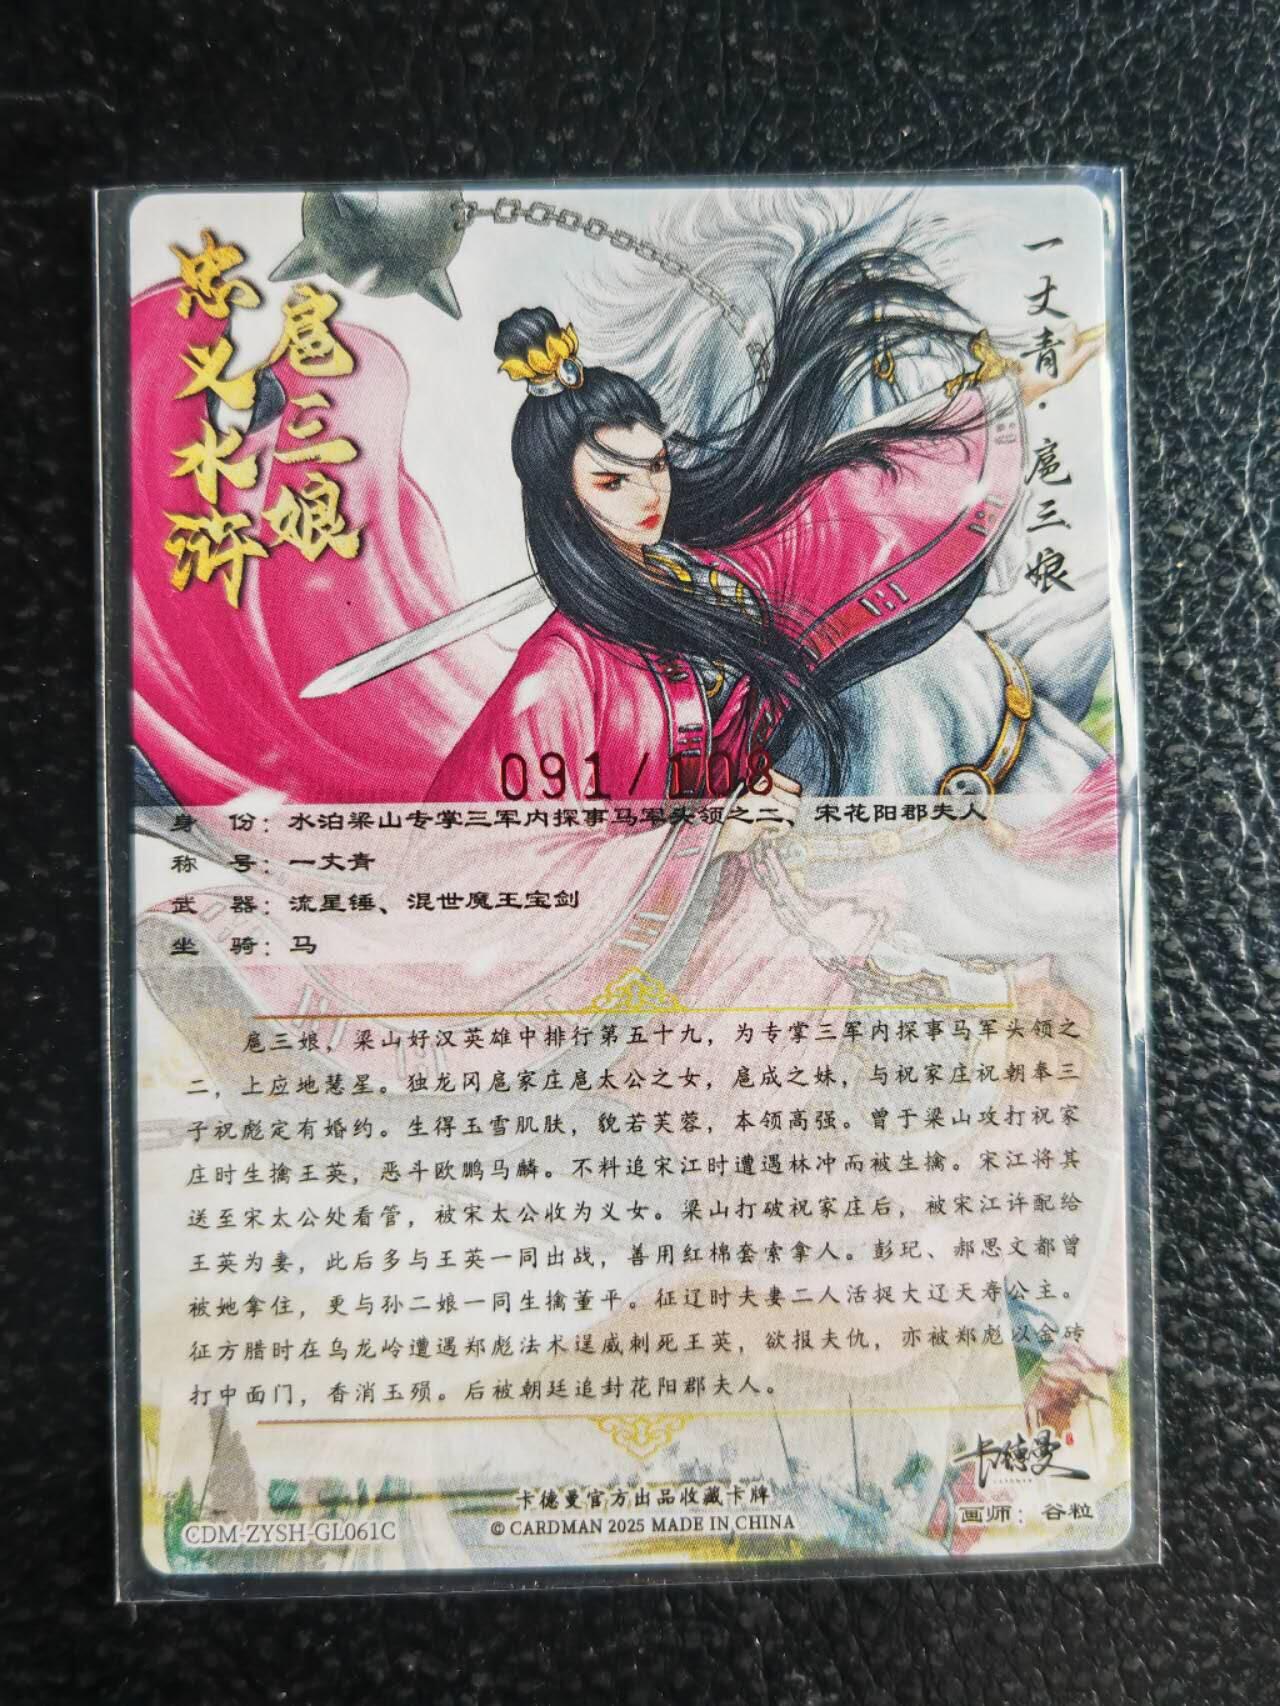 忠义水浒
扈三娘
一丈青·扈三娘
091/108
身 份：水泊梁山专掌三军内探事马军头领之二、宋花阳郡夫人
称 号：一丈青
武 器：流星锤、混世魔王宝剑
坐 骑：马
扈三娘，梁山好汉英雄中排行第五十九，为专掌三军内探事马军头领之
二，上应地慧星。独龙冈扈家庄扈太公之女，扈成之妹，与祝家庄祝朝奉三
子祝彪定有婚约。生得玉雪肌肤，貌若芙蓉，本领高强。曾于梁山攻打祝家
庄时生擒王英，恶斗欧鹏马麟。不料追宋江时遭遇林冲而被生擒。宋江将其
送至宋太公处看管，被宋太公收为义女。梁山打破祝家庄后，被宋江许配给
王英为妻，此后多与王英一同出战，善用红棉套索拿人。彭玘、郝思文都曾
被她拿住，更与孙二娘一同生擒董平。征辽时夫妻二人活捉大辽天寿公主。
征方腊时在乌龙岭遭遇郑彪法术逞威刺死王英，欲报夫仇，亦被郑彪以金砖
打中面门，香消玉殒。后被朝廷追封花阳郡夫人。
卡德曼
卡德曼官方出品收藏卡牌
画师：谷粒
CDM-ZYSH-GL061C
© CARDMAN 2025 MADE IN CHINA